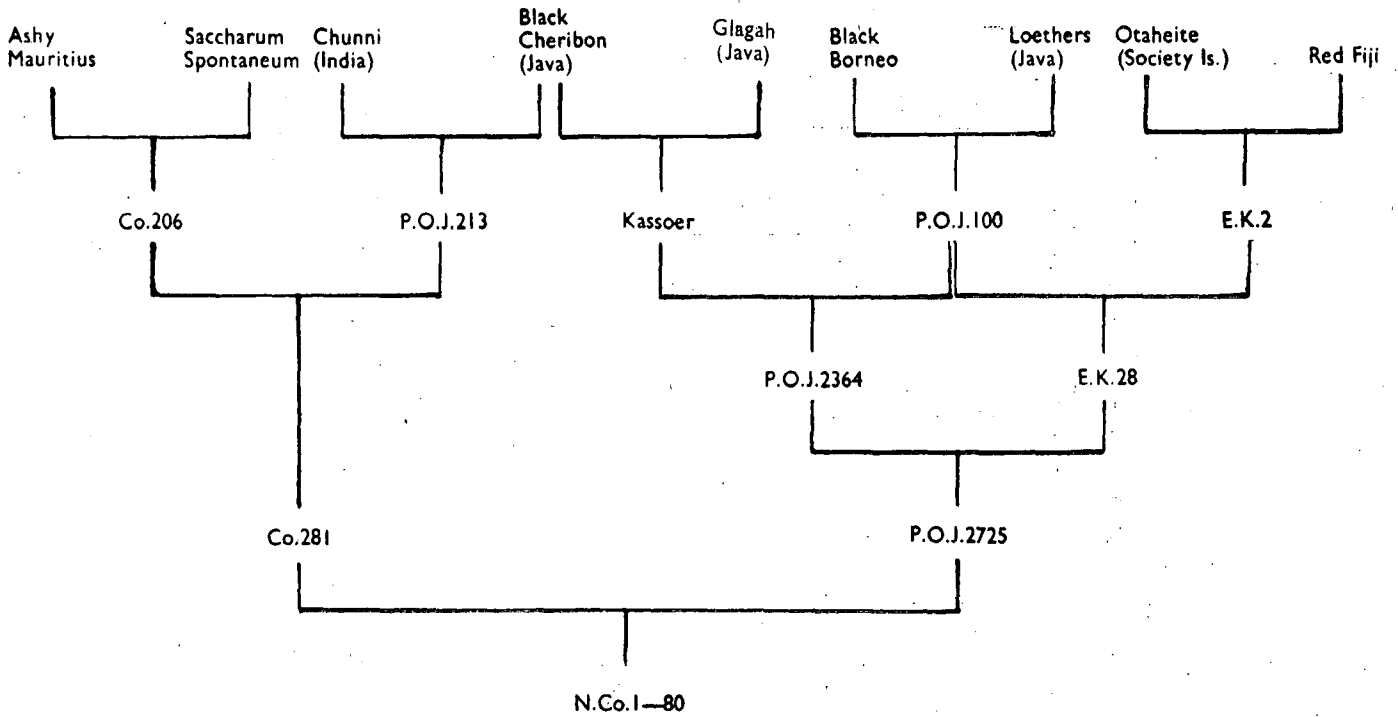 Ashy
Mauritius
Saccharum
Spontaneum
Chunni
(India)
Black
Cheribon
(Java)
Glagah
(Java)
Black
Borneo
Loethers
(Java)
Otaheite
(Society Is.)
Red Fiji
Co.206
P.O.J.213
Kassoer
P.O.J.100
E.K.2
P.O.J.2364
E.K.28
Co.281
P.O.J.2725
N.Co.1—80